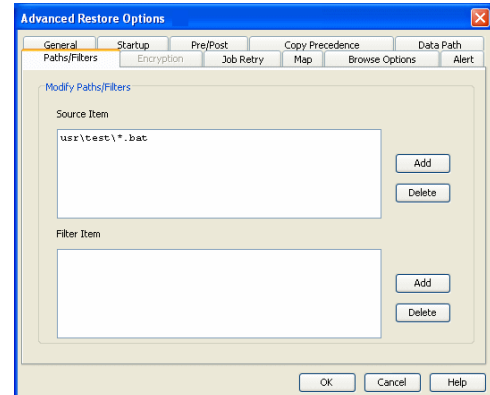 Advanced Restore Options
General Startup Pre/Post Copy Precedence Data Path
Paths/Filters Encryption Job Retry Map Browse Options Alert
Modify Paths/Filters
Source Item
usr\test\*.bat
Add
Delete
Filter Item
Add
Delete
OK Cancel Help